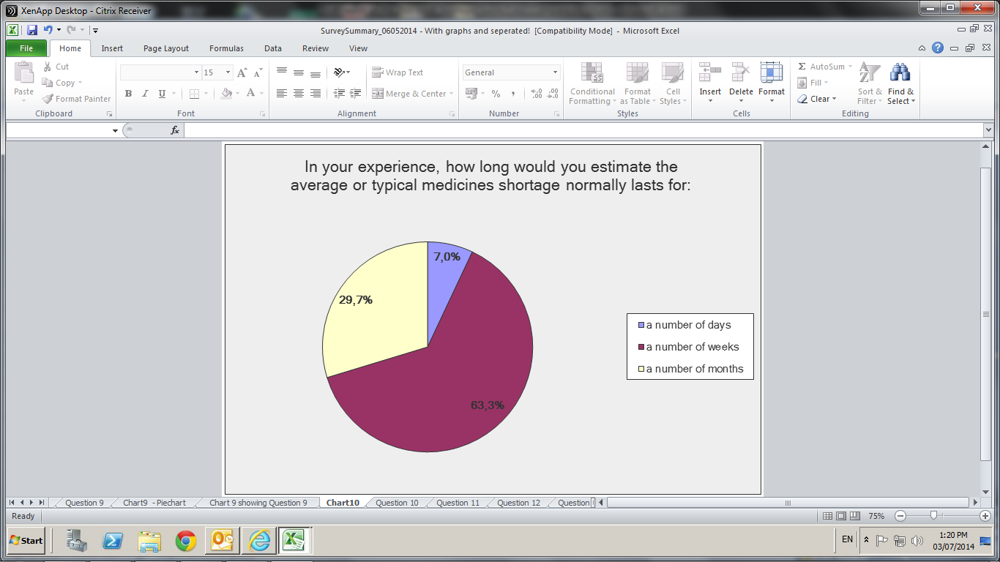 XenApp Desktop - Citrix Receiver
SurveySummary_06052014 - With graphs and seperated! [Compatibility Mode] - Microsoft Excel
File Home Insert Page Layout Formulas Data Review View
Paste
Cut
Copy
Format Painter
Clipboard
15
B I U
A
Font
Wrap Text
Merge & Center
Alignment
General
%
Number
Conditional Formatting
Format as Table
Cell Styles
Styles
Insert
Delete
Format
Cells
Σ AutoSum
Fill
Clear
Sort & Filter
Find & Select
Editing
fx
In your experience, how long would you estimate the
average or typical medicines shortage normally lasts for:
7,0%
29,7%
63,3%
a number of days
a number of weeks
a number of months
Question 9 Chart9 - Piechart Chart 9 showing Question 9 Chart10 Question 10 Question 11 Question 12 Question
Ready
75%
Start
EN
1:20 PM
03/07/2014